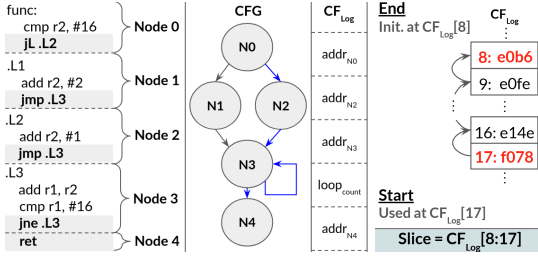 func:
cmp r2, #16
jL .L2
Node 0
.L1
add r2, #2
jmp .L3
Node 1
.L2
add r2, #1
jmp .L3
Node 2
.L3
add r1, r2
cmp r1, #16
jne .L3
Node 3
ret
Node 4
CFG
N0
N1
N2
N3
N4
CF_Log
addr_N0
addr_N2
addr_N3
loop_count
addr_N4
End
Init. at CF_Log[8]
CF_Log
⋮
8: e0b6
9: e0fe
⋮
⋮
16: e14e
17: f078
⋮
Start
Used at CF_Log[17]
Slice = CF_Log[8:17]